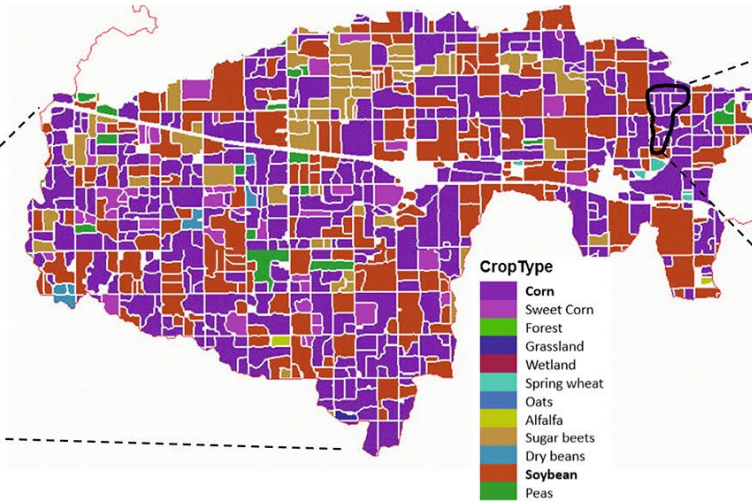 CropType
Corn
Sweet Corn
Forest
Grassland
Wetland
Spring wheat
Oats
Alfalfa
Sugar beets
Dry beans
Soybean
Peas